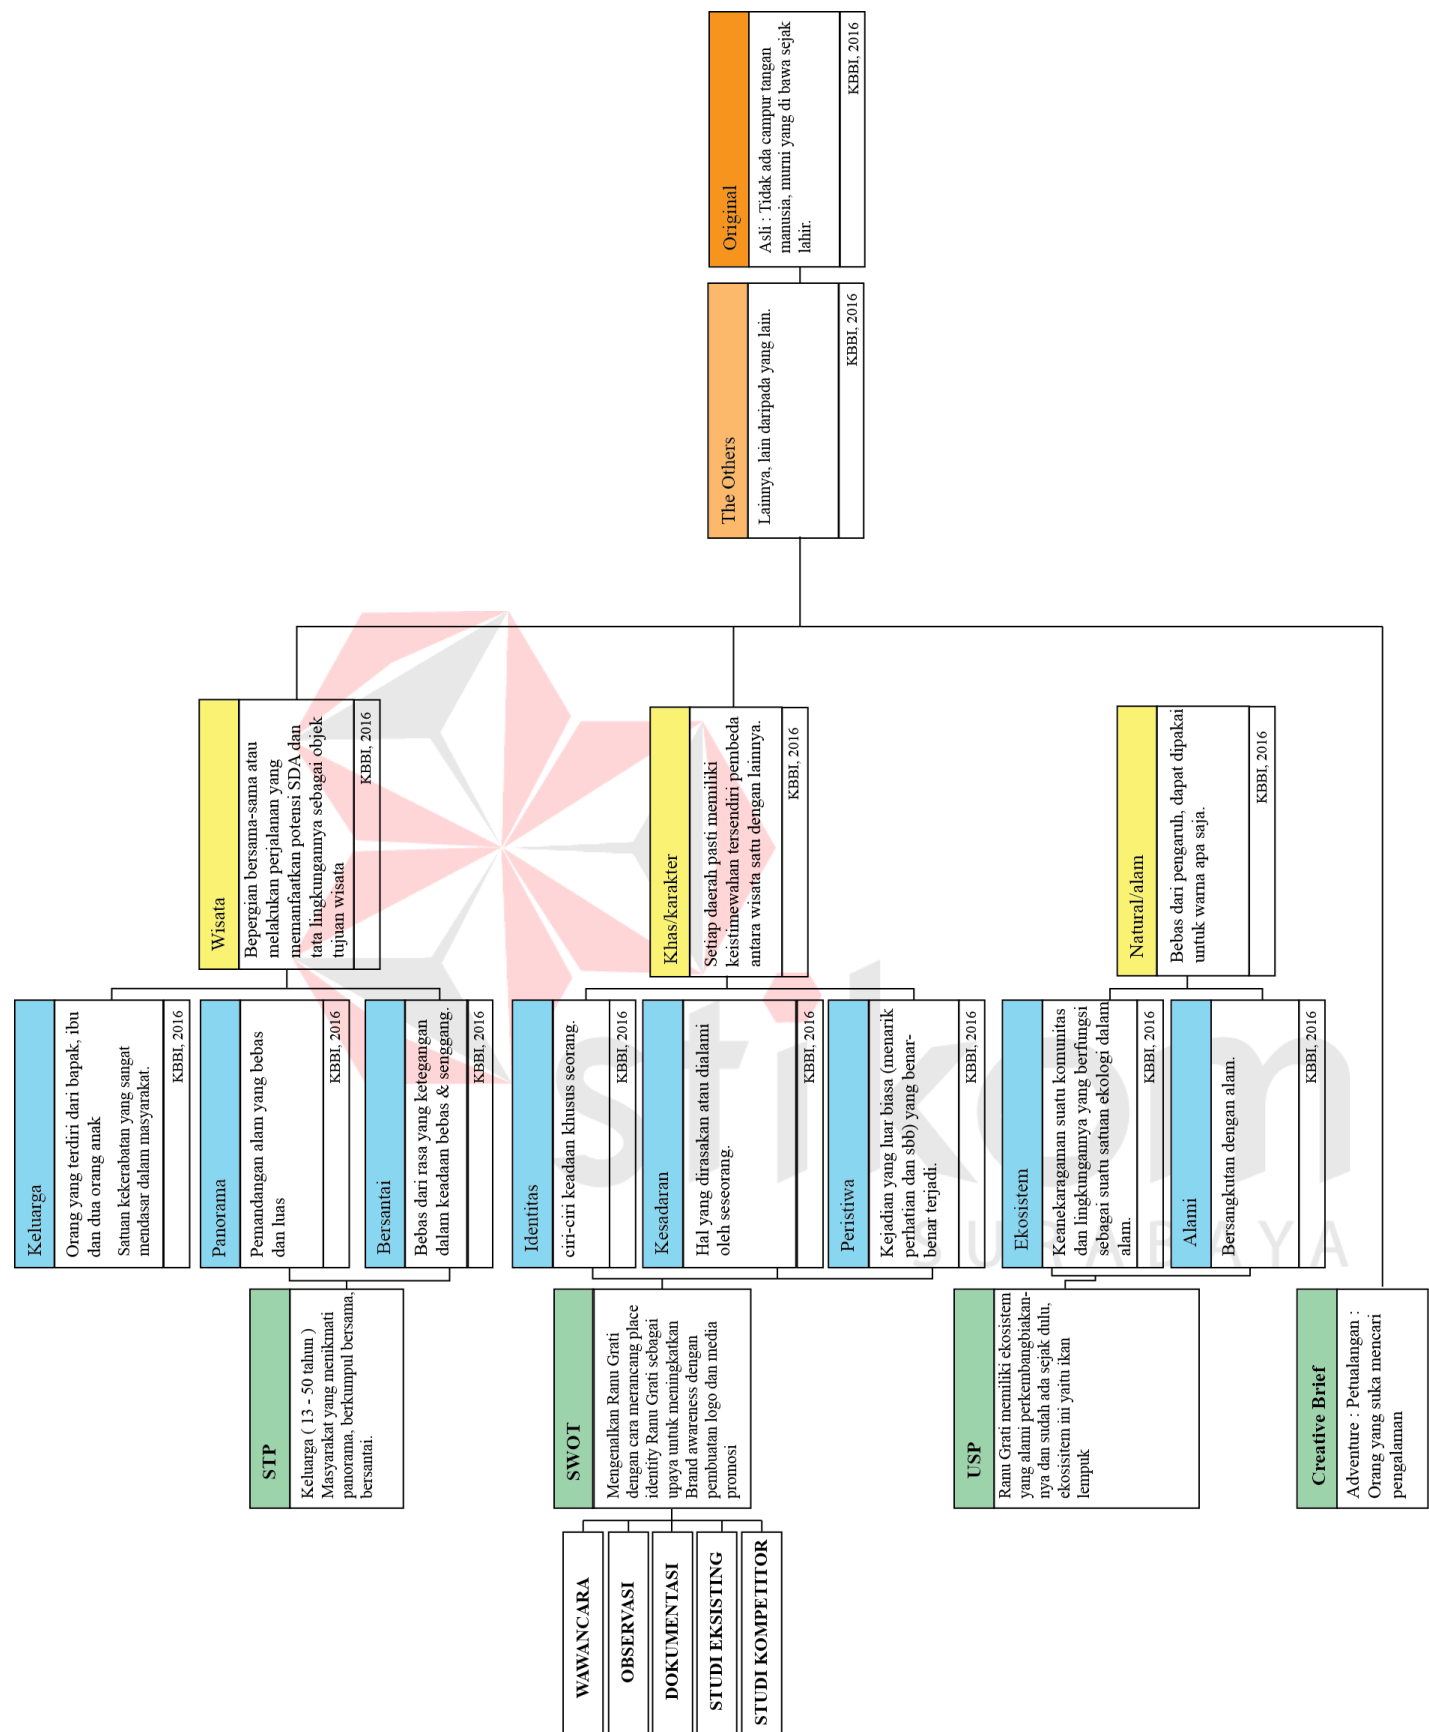 WAWANCARA
OBSERVASI
DOKUMENTASI
STUDI EKSISTING
STUDI KOMPETITOR
STP
Keluarga ( 13 - 50 tahun )
Masyarakat yang menikmati
panorama, berkumpul bersama,
bersantai.
SWOT
Mengenalkan Ranu Grati
dengan cara merancang place
identity Ranu Grati sebagai
upaya untuk meningkatkan
Brand awareness dengan
pembuatan logo dan media
promosi
USP
Ranu Grati memiliki ekosistem
yang alami perkembangbiakan-
nya dan sudah ada sejak dulu,
ekosisitem ini yaitu ikan
lempuk
Creative Brief
Adventure : Petualangan :
Orang yang suka mencari
pengalaman
Keluarga
Orang yang terdiri dari bapak, ibu
dan dua orang anak
Satuan kekerabatan yang sangat
mendasar dalam masyarakat.
KBBI, 2016
Panorama
Pemandangan alam yang bebas
dan luas
KBBI, 2016
Bersantai
Bebas dari rasa yang ketegangan
dalam keadaan bebas & senggang.
KBBI, 2016
Identitas
ciri-ciri keadaan khusus seorang.
KBBI, 2016
Kesadaran
Hal yang dirasakan atau dialami
oleh seseorang.
KBBI, 2016
Peristiwa
Kejadian yang luar biasa (menarik
perhatian dan sbb) yang benar-
benar terjadi.
KBBI, 2016
Ekosistem
Keanekaragaman suatu komunitas
dan lingkungannya yang berfungsi
sebagai suatu satuan ekologi dalam
alam.
KBBI, 2016
Alami
Bersangkutan dengan alam.
KBBI, 2016
Wisata
Bepergian bersama-sama atau
melakukan perjalanan yang
memanfaatkan potensi SDA dan
tata lingkungannya sebagai objek
tujuan wisata
KBBI, 2016
Khas/karakter
Setiap daerah pasti memiliki
keistimewahan tersendiri pembeda
antara wisata satu dengan lainnya.
KBBI, 2016
Natural/alam
Bebas dari pengaruh, dapat dipakai
untuk warna apa saja.
KBBI, 2016
The Others
Lainnya, lain daripada yang lain.
KBBI, 2016
Original
Asli : Tidak ada campur tangan
manusia, murni yang di bawa sejak
lahir.
KBBI, 2016
stikom
SURABAYA